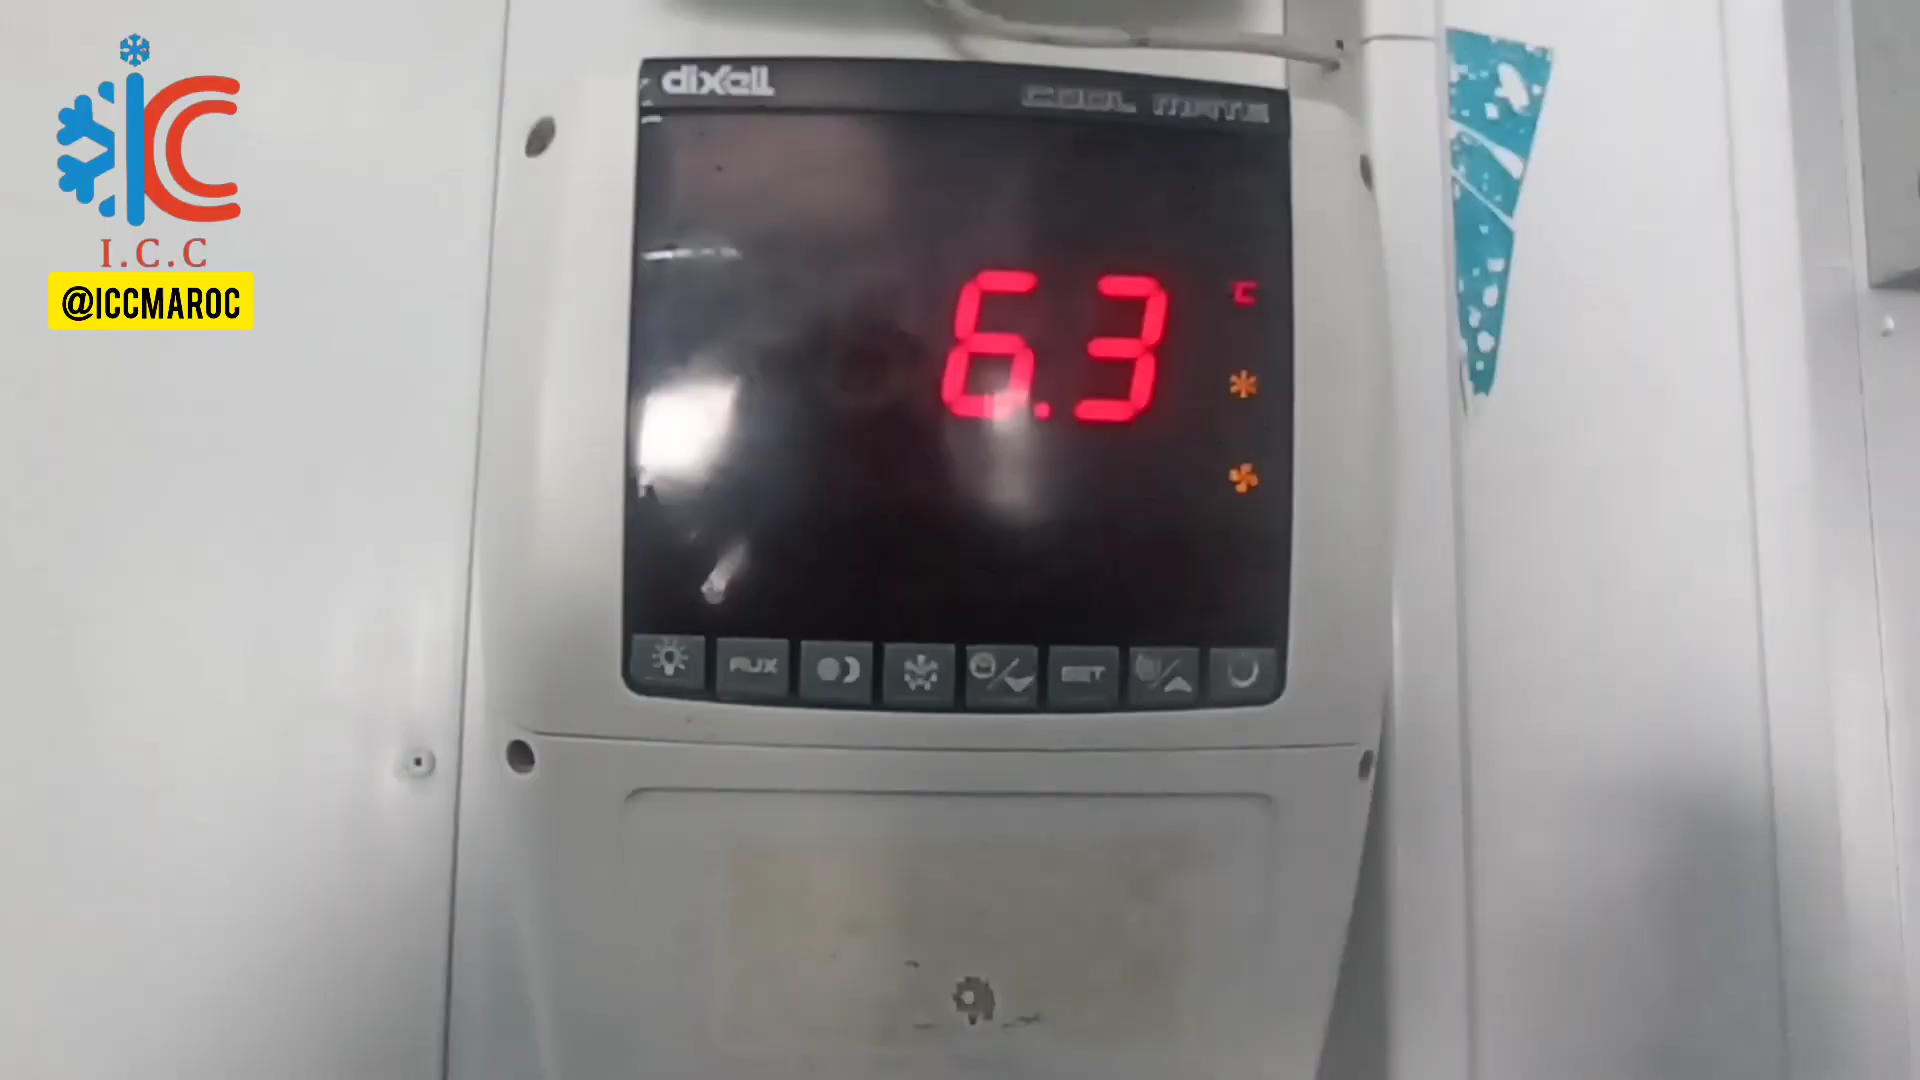 dixell
COOL MATE
I.C.C
@ICCMAROC
6.3
°C
AUX
SET